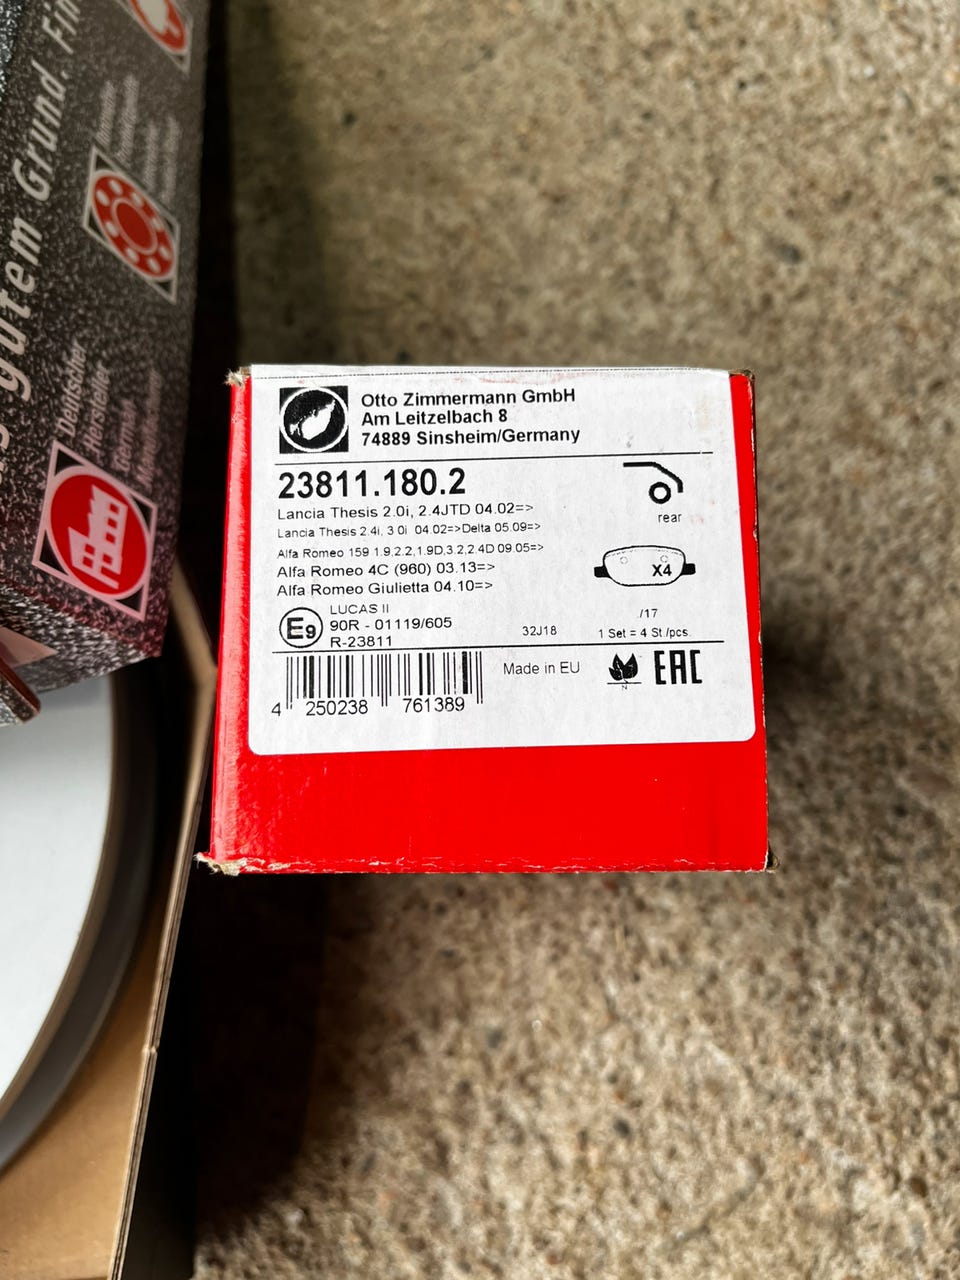 gutem Grund.
Deutscher
Hersteller
Otto Zimmermann GmbH
Am Leitzelbach 8
74889 Sinsheim/Germany
23811.180.2
rear
Lancia Thesis 2.0i, 2.4JTD 04.02=>
Lancia Thesis 2.4i, 3 0i 04.02=>Delta 05.09=>
Alfa Romeo 159 1.9,2.2,1.9D,3.2,2.4D 09.05=>
Alfa Romeo 4C (960) 03.13=>
Alfa Romeo Giulietta 04.10=>
X4
E9
LUCAS II
90R - 01119/605
R-23811
32J18
/17
1 Set = 4 St./pcs.
Made in EU
N
EAC
4 250238 761389